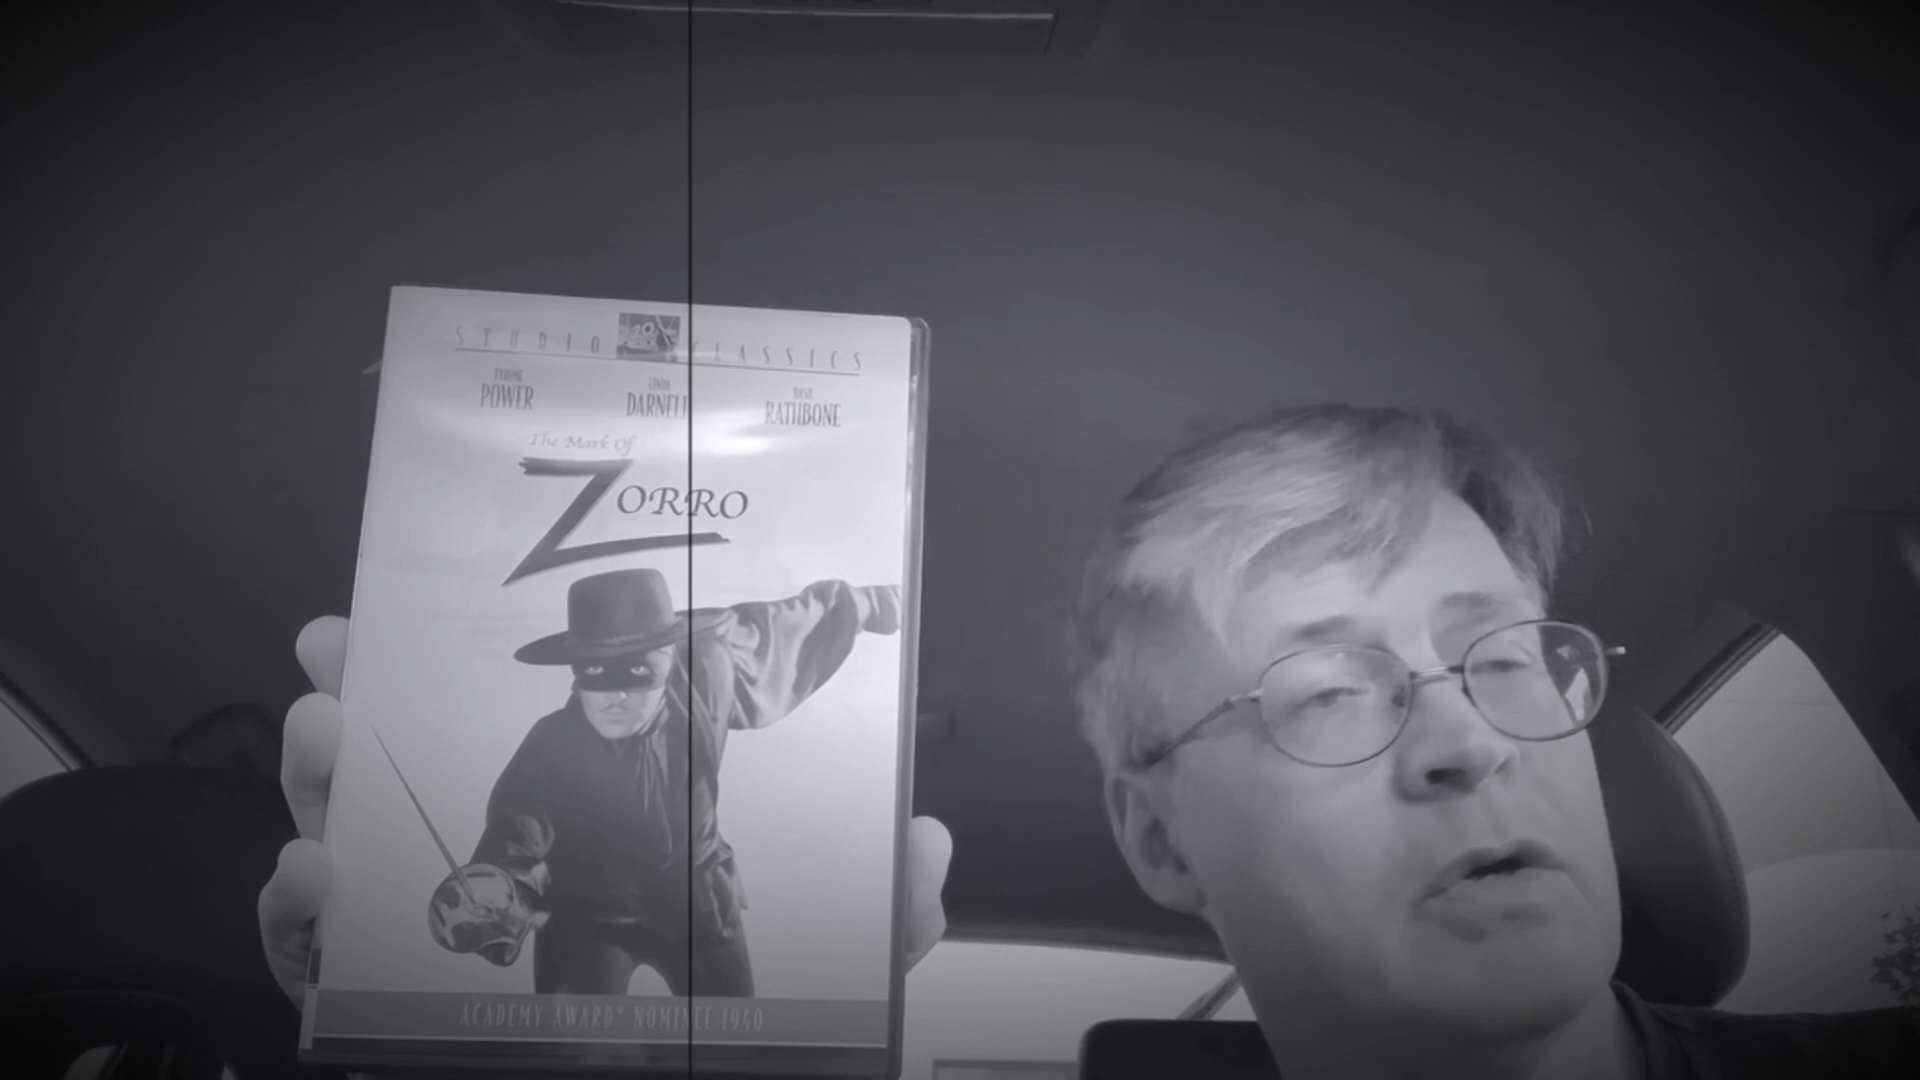 STUDIO CLASSICS
TYRONE LINDA BASIL
POWER DARNELL RATHBONE
The Mark Of
ZORRO
ACADEMY AWARD® NOMINEE 1940